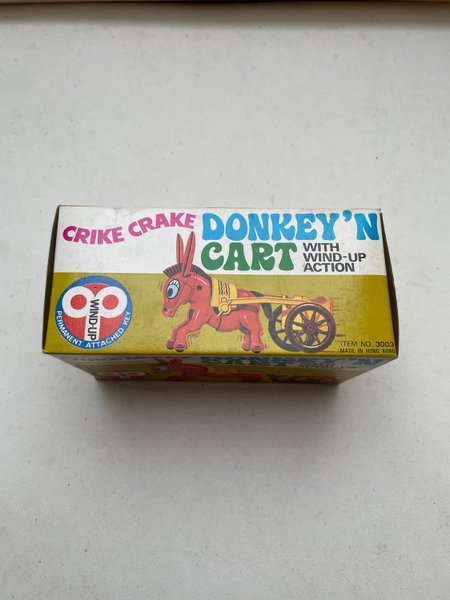 CRIKE CRAKE DONKEY'N
CART WITH
WIND-UP
ACTION
WIND-UP
PERMANENT ATTACHED KEY
ITEM NO. 3003
MADE IN HONG KONG